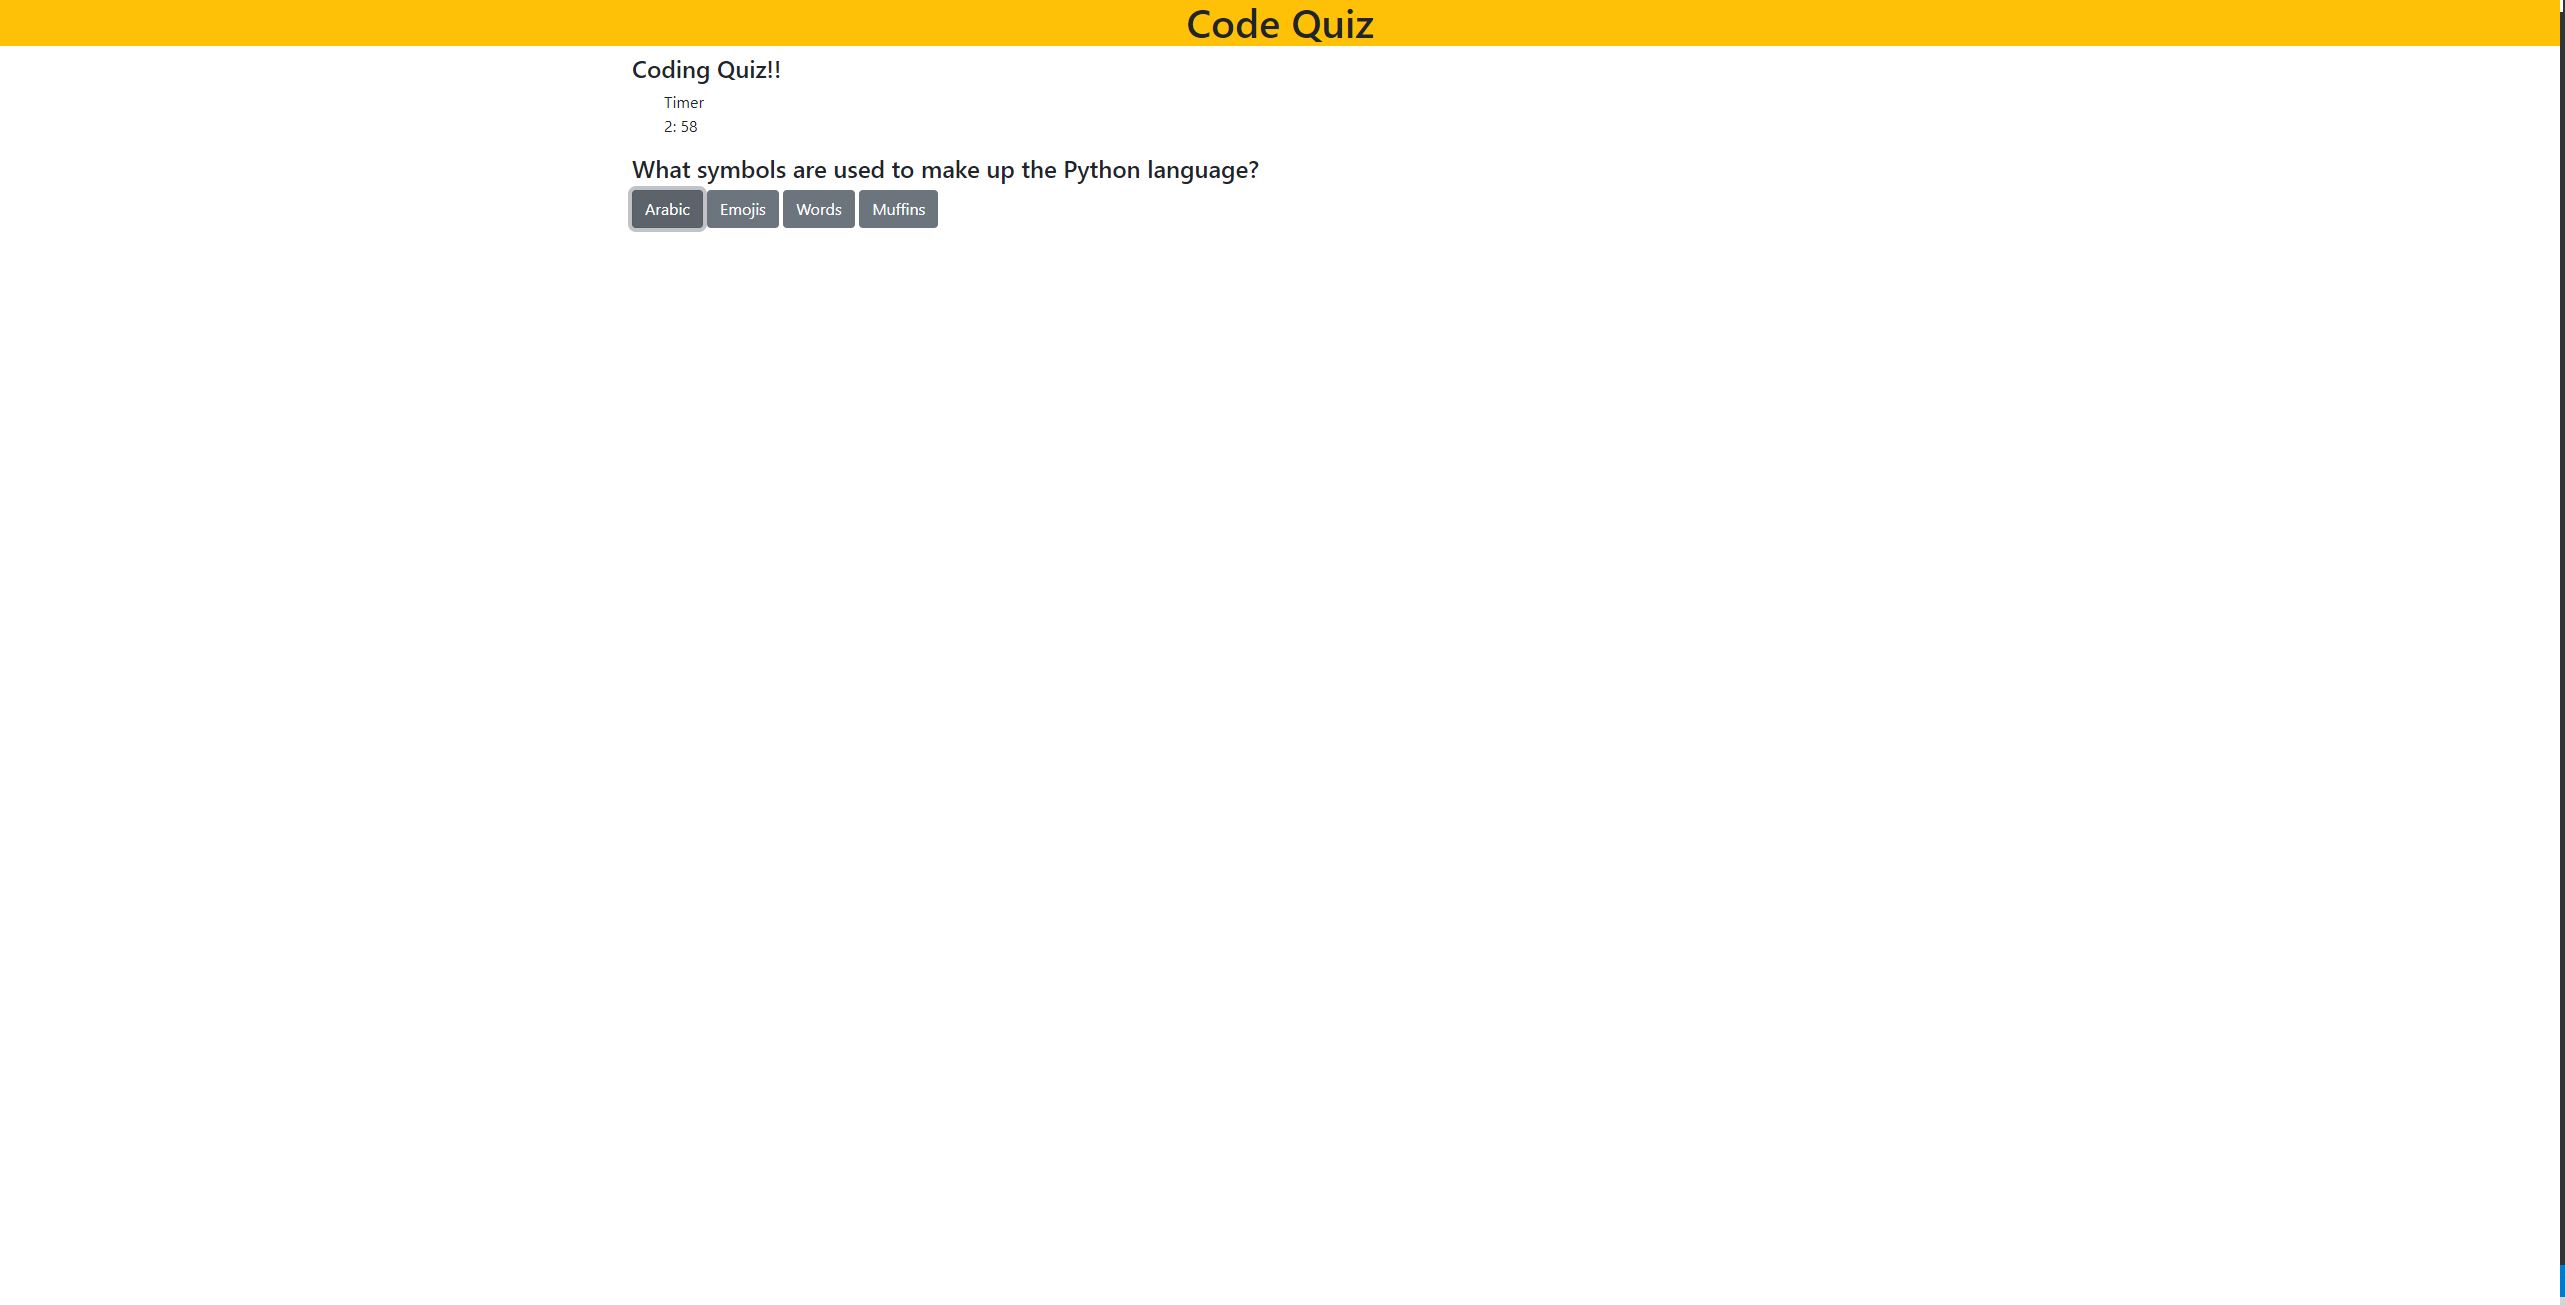 Code Quiz
Coding Quiz!!
Timer
2: 58
What symbols are used to make up the Python language?
Arabic Emojis Words Muffins